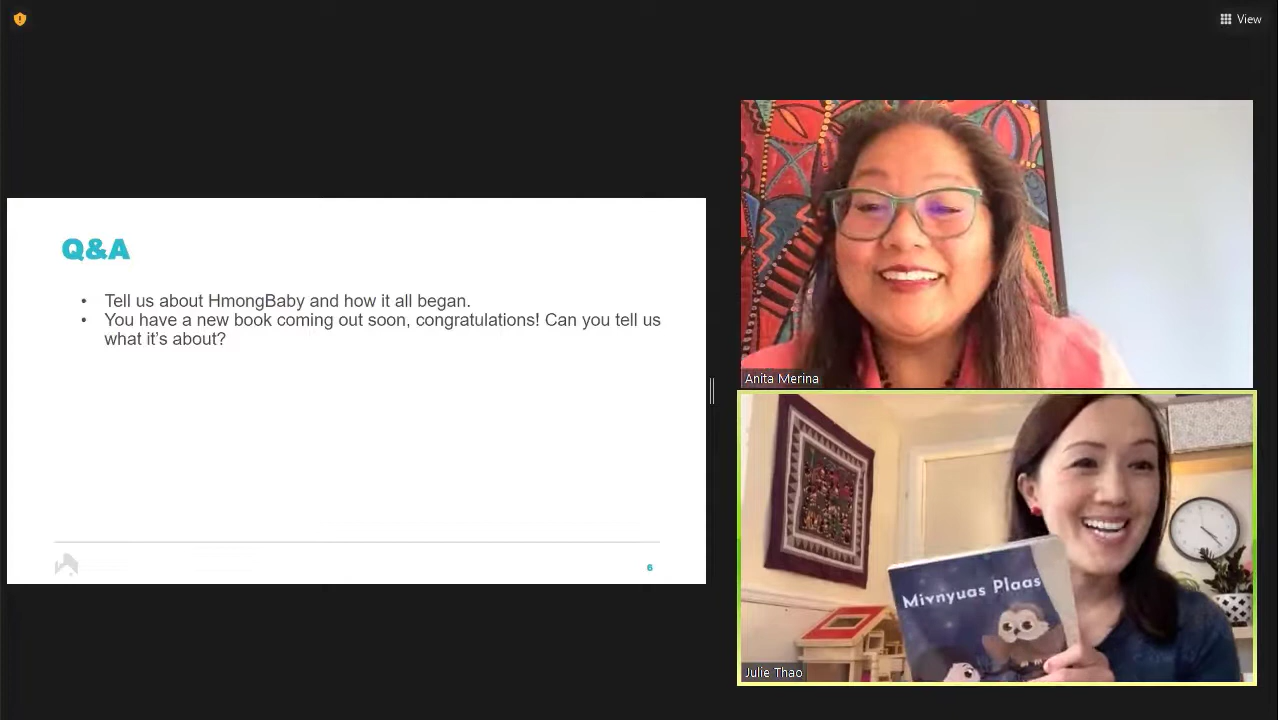 View
Q&A
• Tell us about HmongBaby and how it all began.
• You have a new book coming out soon, congratulations! Can you tell us
what it's about?
6
Anita Merina
Mivnyuas Plaas
Julie Thao